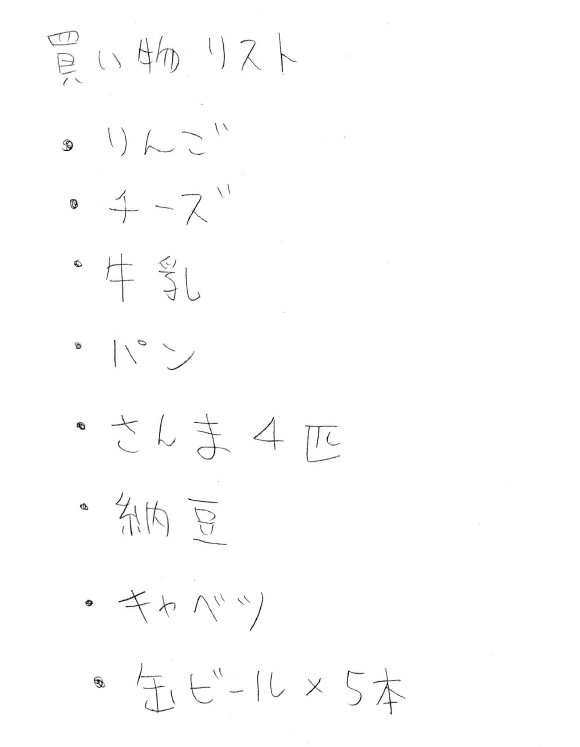 買い物リスト
・りんご
・チーズ
・牛乳
・パン
・さんま4匹
・納豆
・キャベツ
・缶ビール×5本